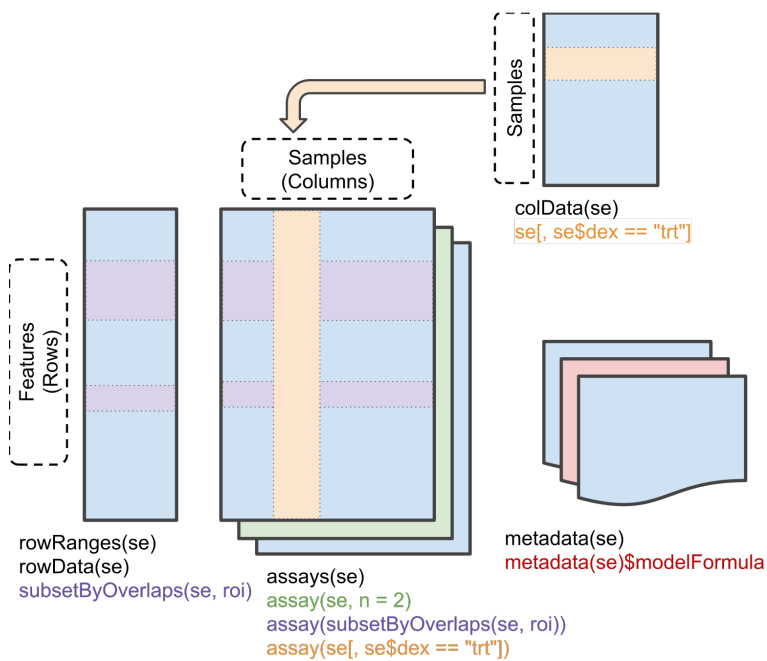 Samples
Samples
(Columns)
colData(se)
se[, se$dex == "trt"]
Features
(Rows)
rowRanges(se)
rowData(se)
subsetByOverlaps(se, roi)
assays(se)
assay(se, n = 2)
assay(subsetByOverlaps(se, roi))
assay(se[, se$dex == "trt"])
metadata(se)
metadata(se)$modelFormula